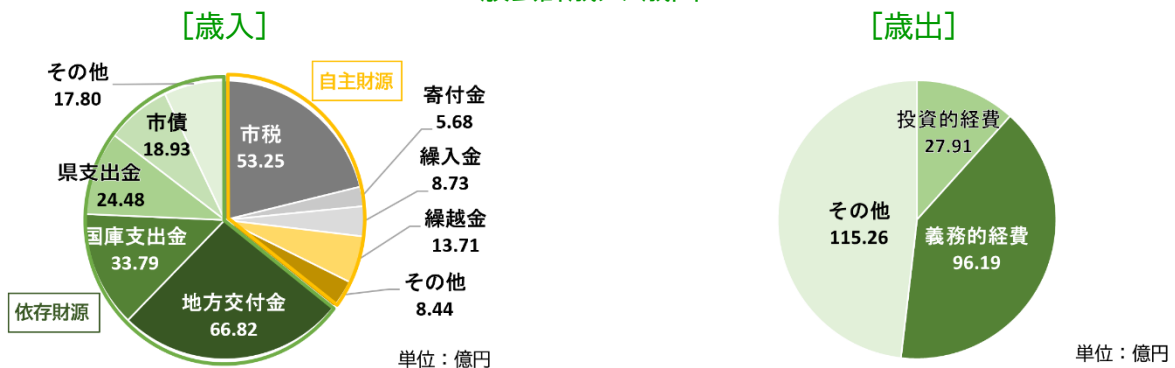 [歳入]
[歳出]
自主財源
その他
17.80
寄付金
5.68
市税
53.25
市債
18.93
繰入金
8.73
投資的経費
27.91
県支出金
24.48
繰越金
13.71
その他
115.26
国庫支出金
33.79
義務的経費
96.19
その他
8.44
依存財源
地方交付金
66.82
単位：億円
単位：億円